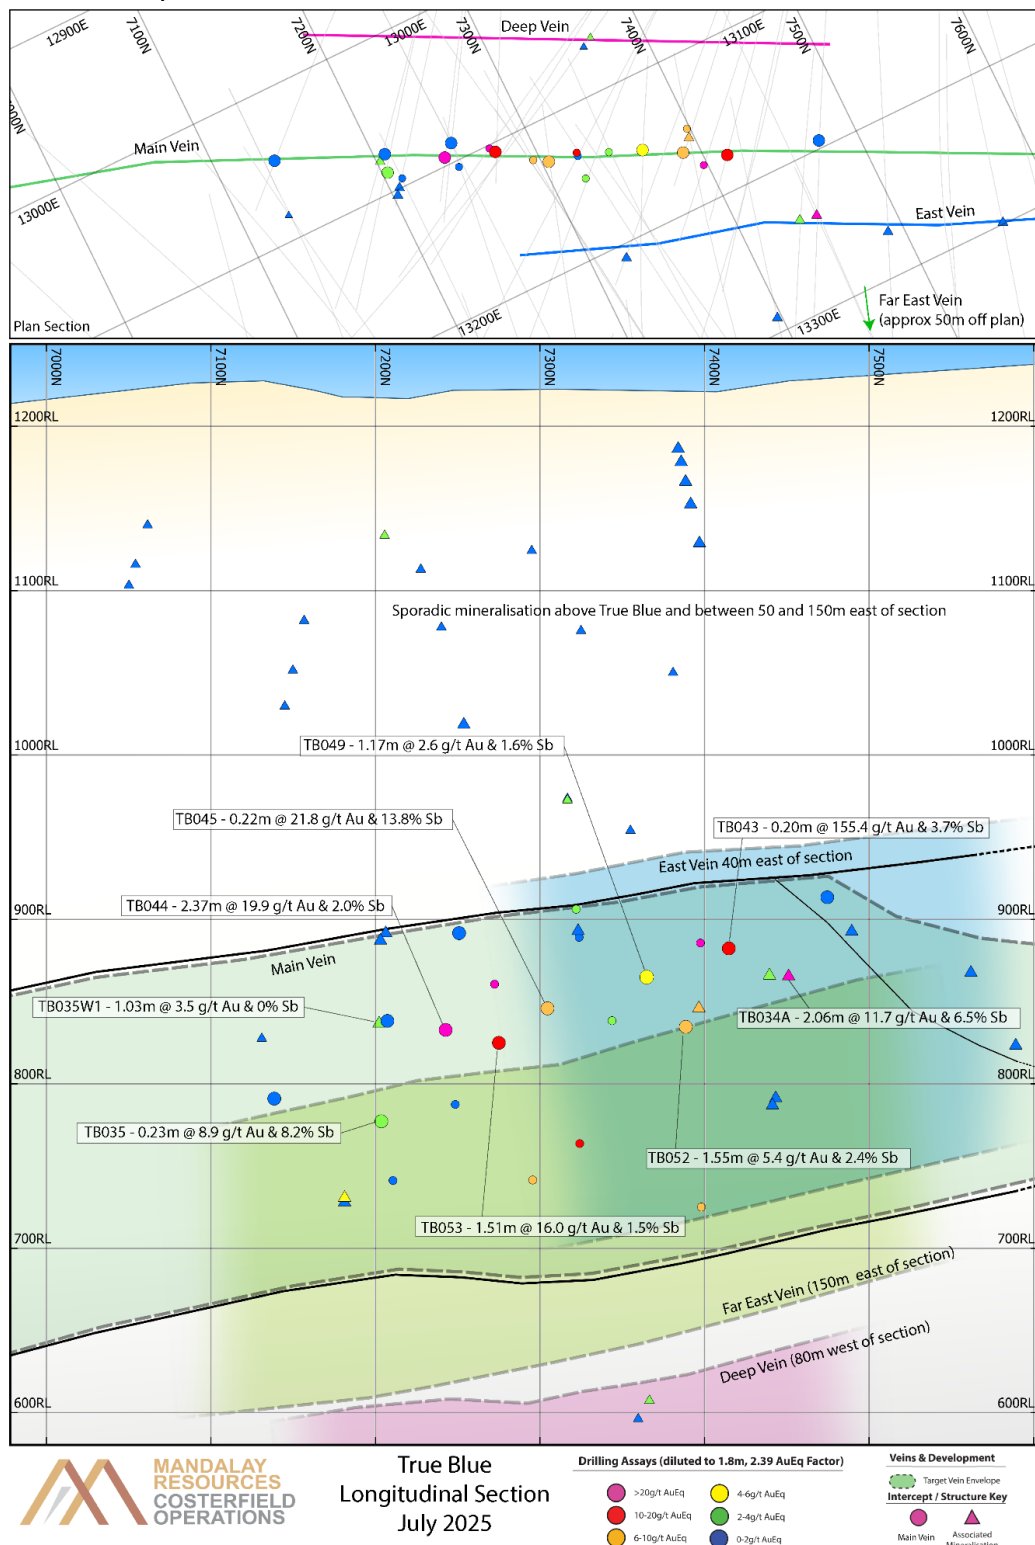 12900E
7100N
7200N
13000E
7300N
Deep Vein
7400N
13100E
7500N
7600N
Main Vein
13000E
East Vein
13200E
13300E
Far East Vein
(approx 50m off plan)
Plan Section
7000N
7100N
7200N
7300N
7400N
7500N
1200RL
1200RL
1100RL
1100RL
Sporadic mineralisation above True Blue and between 50 and 150m east of section
1000RL
1000RL
TB049 - 1.17m @ 2.6 g/t Au & 1.6% Sb
TB045 - 0.22m @ 21.8 g/t Au & 13.8% Sb
TB043 - 0.20m @ 155.4 g/t Au & 3.7% Sb
East Vein 40m east of section
TB044 - 2.37m @ 19.9 g/t Au & 2.0% Sb
900RL
900RL
Main Vein
TB035W1 - 1.03m @ 3.5 g/t Au & 0% Sb
TB034A - 2.06m @ 11.7 g/t Au & 6.5% Sb
800RL
800RL
TB035 - 0.23m @ 8.9 g/t Au & 8.2% Sb
TB052 - 1.55m @ 5.4 g/t Au & 2.4% Sb
TB053 - 1.51m @ 16.0 g/t Au & 1.5% Sb
700RL
700RL
Far East Vein (150m east of section)
Deep Vein (80m west of section)
600RL
600RL
MANDALAY
RESOURCES
COSTERFIELD
OPERATIONS
True Blue
Longitudinal Section
July 2025
Drilling Assays (diluted to 1.8m, 2.39 AuEq Factor)
>20g/t AuEq
4-6g/t AuEq
10-20g/t AuEq
2-4g/t AuEq
6-10g/t AuEq
0-2g/t AuEq
Veins & Development
Target Vein Envelope
Intercept / Structure Key
Main Vein
Associated
Mineralisation